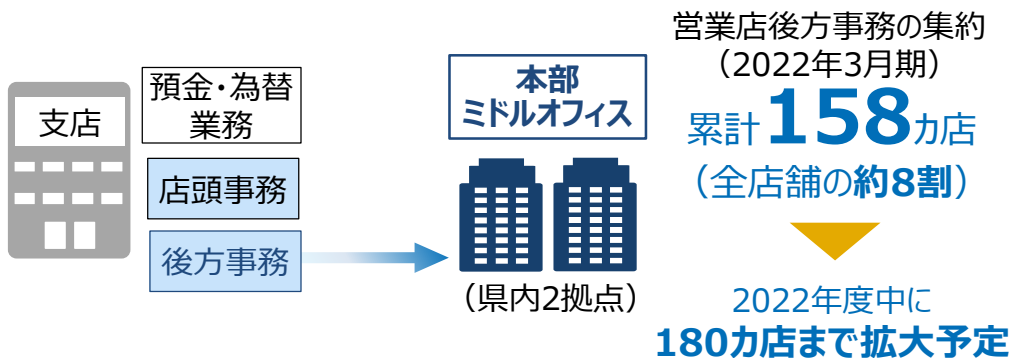 支店
預金・為替
業務
店頭事務
後方事務
本部
ミドルオフィス
（県内2拠点）
営業店後方事務の集約
（2022年3月期）
累計158カ店
（全店舗の約8割）
2022年度中に
180カ店まで拡大予定